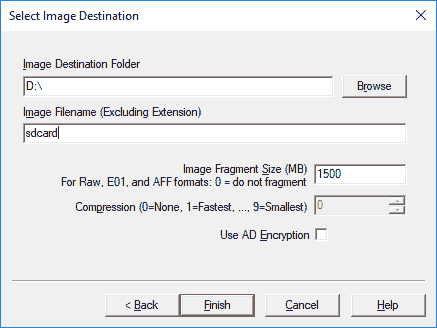 Select Image Destination
Image Destination Folder
D:\
Browse
Image Filename (Excluding Extension)
sdcard
Image Fragment Size (MB)
For Raw, E01, and AFF formats: 0 = do not fragment
1500
Compression (0=None, 1=Fastest, ..., 9=Smallest)
0
Use AD Encryption
< Back
Finish
Cancel
Help